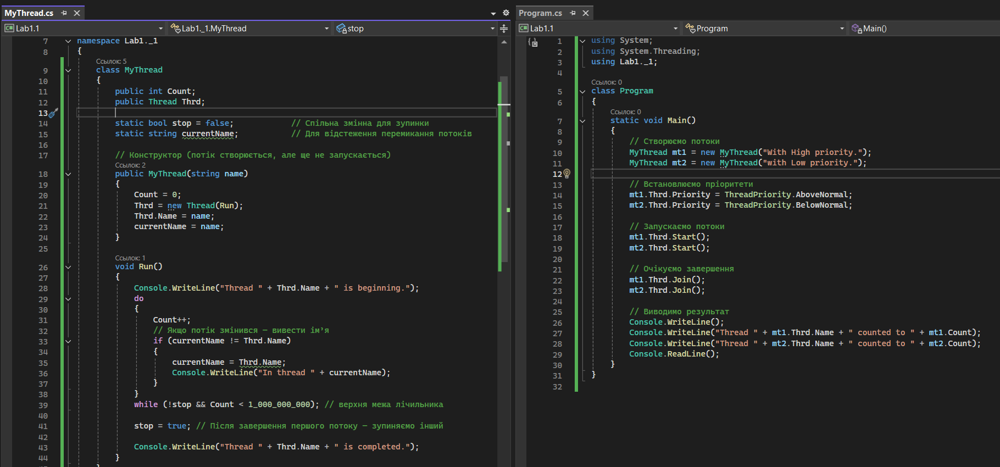 MyThread.cs
Lab1.1
Lab1._1.MyThread
stop
7 namespace Lab1._1
8 {
Ссылок: 5
9 class MyThread
10 {
11 public int Count;
12 public Thread Thrd;
13
14 static bool stop = false; // Спільна змінна для зупинки
15 static string currentName; // Для відстеження перемикання потоків
16
17 // Конструктор (потік створюється, але ще не запускається)
Ссылок: 2
18 public MyThread(string name)
19 {
20 Count = 0;
21 Thrd = new Thread(Run);
22 Thrd.Name = name;
23 currentName = name;
24 }
25
Ссылок: 1
26 void Run()
27 {
28 Console.WriteLine("Thread " + Thrd.Name + " is beginning.");
29 do
30 {
31 Count++;
32 // Якщо потік змінився — вивести ім’я
33 if (currentName != Thrd.Name)
34 {
35 currentName = Thrd.Name;
36 Console.WriteLine("In thread " + currentName);
37 }
38 }
39 while (!stop && Count < 1_000_000_000); // верхня межа лічильника
40
41 stop = true; // Після завершення першого потоку — зупиняємо інший
42
43 Console.WriteLine("Thread " + Thrd.Name + " is completed.");
44 }
Program.cs
Lab1.1
Program
Main()
1 using System;
2 using System.Threading;
3 using Lab1._1;
4
Ссылок: 0
5 class Program
6 {
Ссылок: 0
7 static void Main()
8 {
9 // Створюємо потоки
10 MyThread mt1 = new MyThread("With High priority.");
11 MyThread mt2 = new MyThread("with Low priority.");
12
13 // Встановлюємо пріоритети
14 mt1.Thrd.Priority = ThreadPriority.AboveNormal;
15 mt2.Thrd.Priority = ThreadPriority.BelowNormal;
16
17 // Запускаємо потоки
18 mt1.Thrd.Start();
19 mt2.Thrd.Start();
20
21 // Очікуємо завершення
22 mt1.Thrd.Join();
23 mt2.Thrd.Join();
24
25 // Виводимо результат
26 Console.WriteLine();
27 Console.WriteLine("Thread " + mt1.Thrd.Name + " counted to " + mt1.Count);
28 Console.WriteLine("Thread " + mt2.Thrd.Name + " counted to " + mt2.Count);
29 Console.ReadLine();
30 }
31 }
32